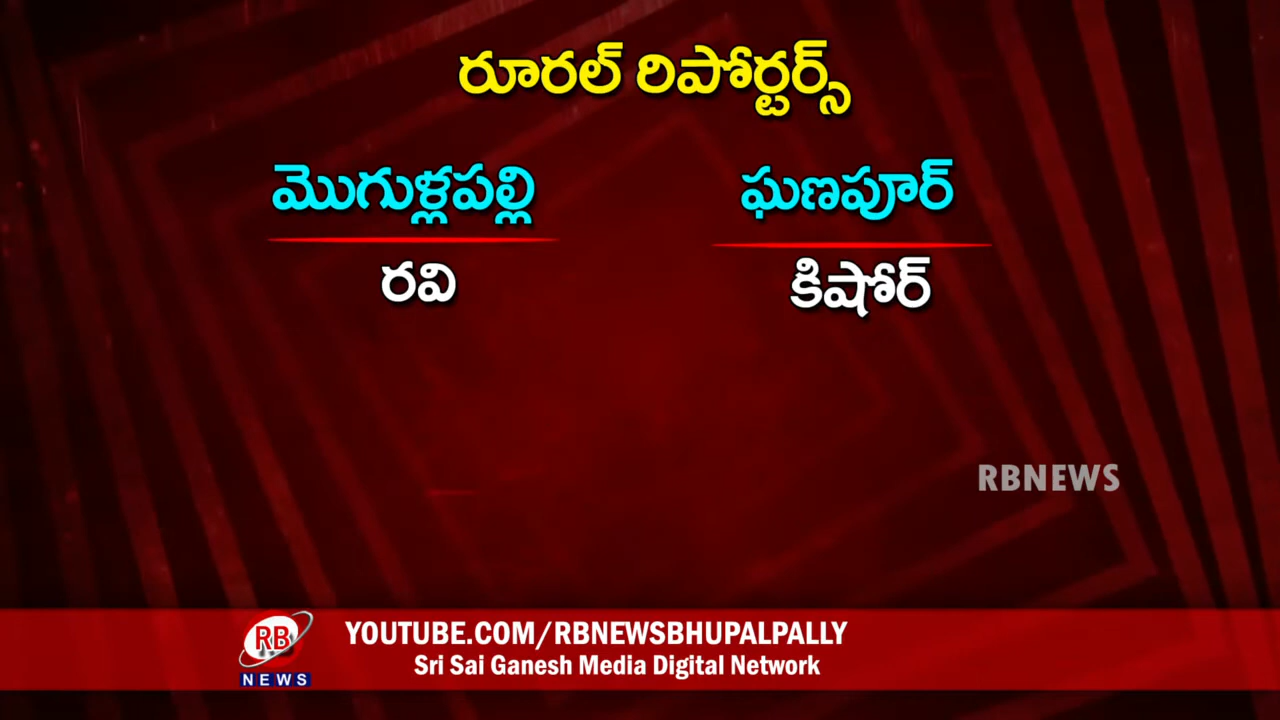 రూరల్ రిపోర్టర్స్
మొగుళ్లపల్లి
రవి
ఘణపూర్
కిషోర్
RBNEWS
RB
NEWS
YOUTUBE.COM/RBNEWSBHUPALPALLY
Sri Sai Ganesh Media Digital Network